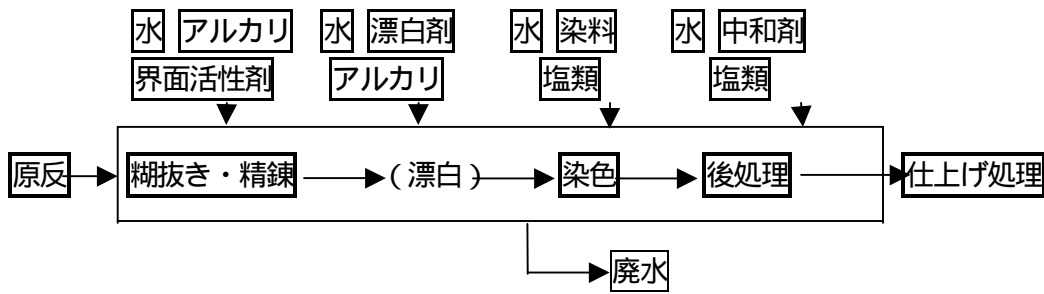 水 アルカリ 水 漂白剤 水 染料 水 中和剤
界面活性剤 アルカリ 塩類 塩類
原反 糊抜き・精錬 (漂白) 染色 後処理 仕上げ処理
廃水